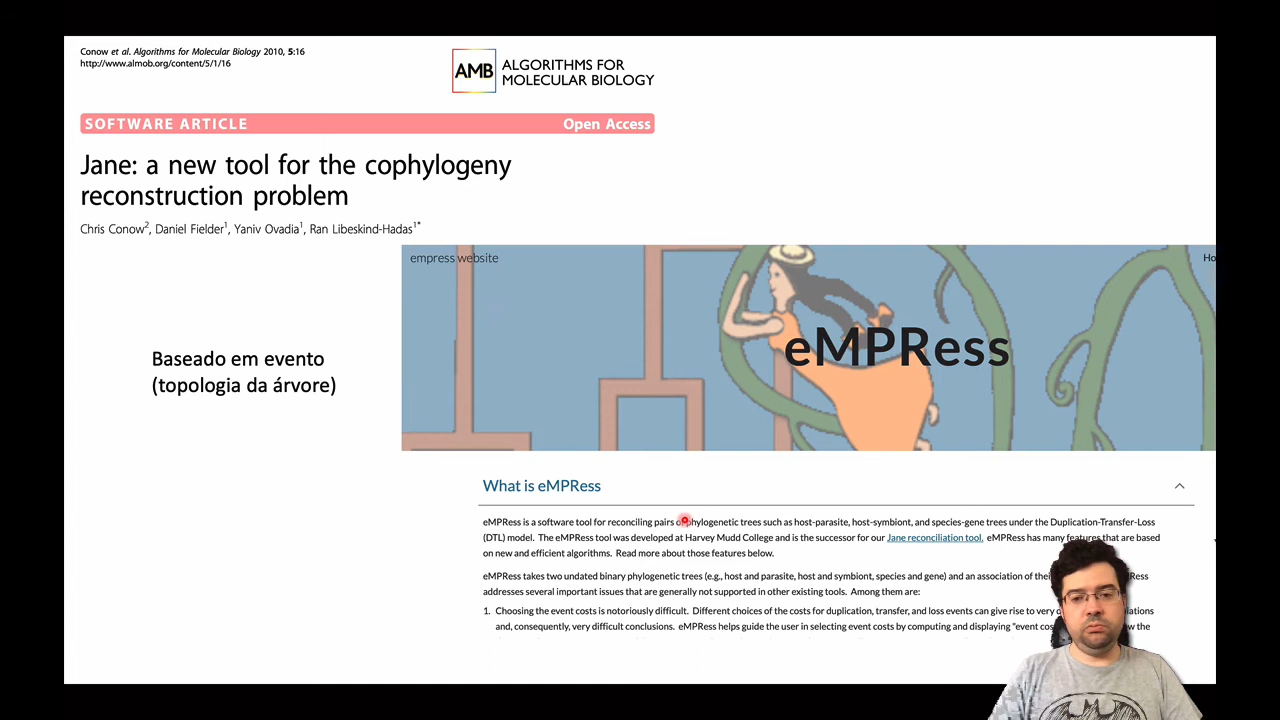 Conow et al. Algorithms for Molecular Biology 2010, 5:16
http://www.almob.org/content/5/1/16
AMB
ALGORITHMS FOR
MOLECULAR BIOLOGY
SOFTWARE ARTICLE
Open Access
Jane: a new tool for the cophylogeny
reconstruction problem
Chris Conow2, Daniel Fielder1, Yaniv Ovadia1, Ran Libeskind-Hadas1*
empress website
Ho
eMPRess
Baseado em evento
(topologia da árvore)
What is eMPRess
eMPRess is a software tool for reconciling pairs phylogenetic trees such as host-parasite, host-symbiont, and species-gene trees under the Duplication-Transfer-Loss
(DTL) model. The eMPRess tool was developed at Harvey Mudd College and is the successor for our Jane reconciliation tool. eMPRess has many features that are based
on new and efficient algorithms. Read more about those features below.
eMPRess takes two undated binary phylogenetic trees (e.g., host and parasite, host and symbiont, species and gene) and an association of
addresses several important issues that are generally not supported in other existing tools. Among them are:
1. Choosing the event costs is notoriously difficult. Different choices of the costs for duplication, transfer, and loss events can give rise to very
and, consequently, very difficult conclusions. eMPRess helps guide the user in selecting event costs by computing and displaying "event the